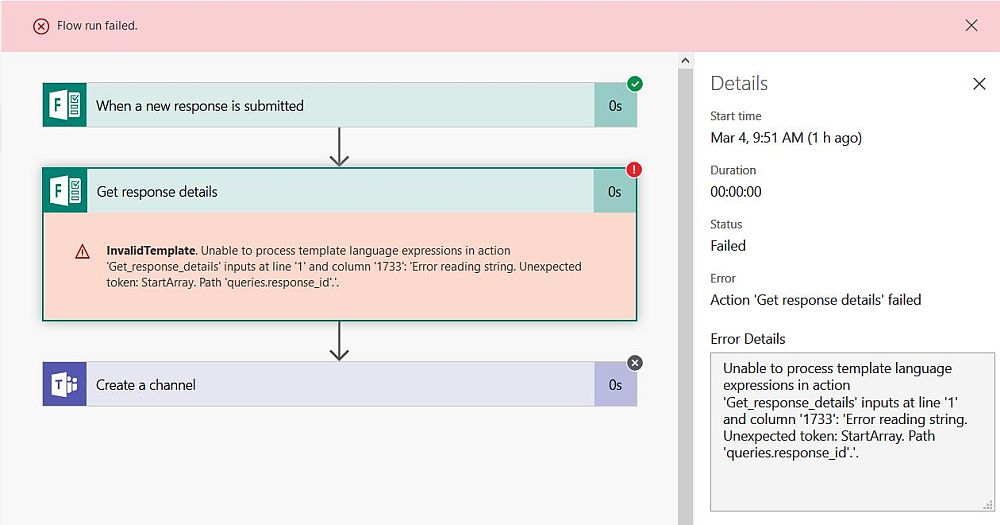 Flow run failed.
When a new response is submitted
0s
Get response details
0s
InvalidTemplate. Unable to process template language expressions in action
'Get_response_details' inputs at line '1' and column '1733': 'Error reading string. Unexpected
token: StartArray. Path 'queries.response_id'.'.
Create a channel
0s
Details
Start time
Mar 4, 9:51 AM (1 h ago)
Duration
00:00:00
Status
Failed
Error
Action 'Get response details' failed
Error Details
Unable to process template language
expressions in action
'Get_response_details' inputs at line '1'
and column '1733': 'Error reading string.
Unexpected token: StartArray. Path
'queries.response_id'.'.